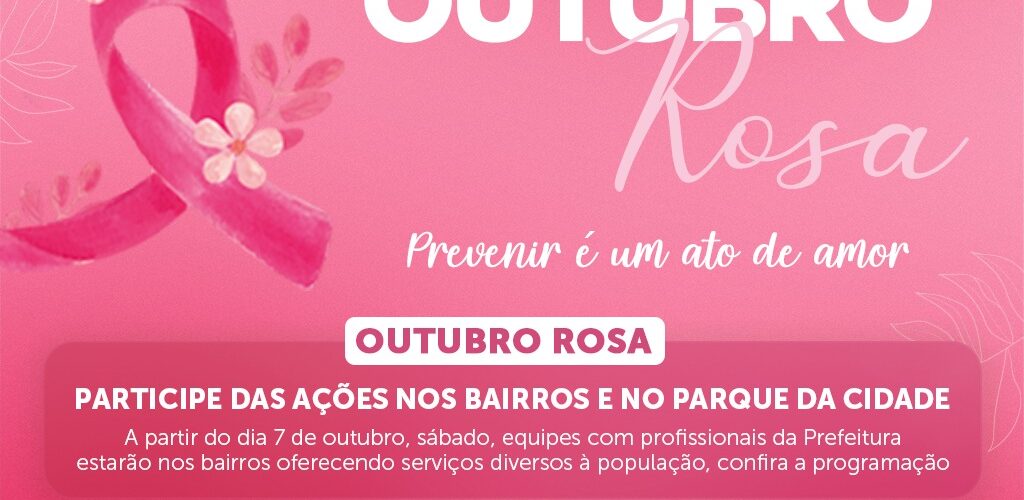 OUTUBRO
Rosa
Prevenir é um ato de amor
OUTUBRO ROSA
PARTICIPE DAS AÇÕES NOS BAIRROS E NO PARQUE DA CIDADE
A partir do dia 7 de outubro, sábado, equipes com profissionais da Prefeitura
estarão nos bairros oferecendo serviços diversos à população, confira a programação